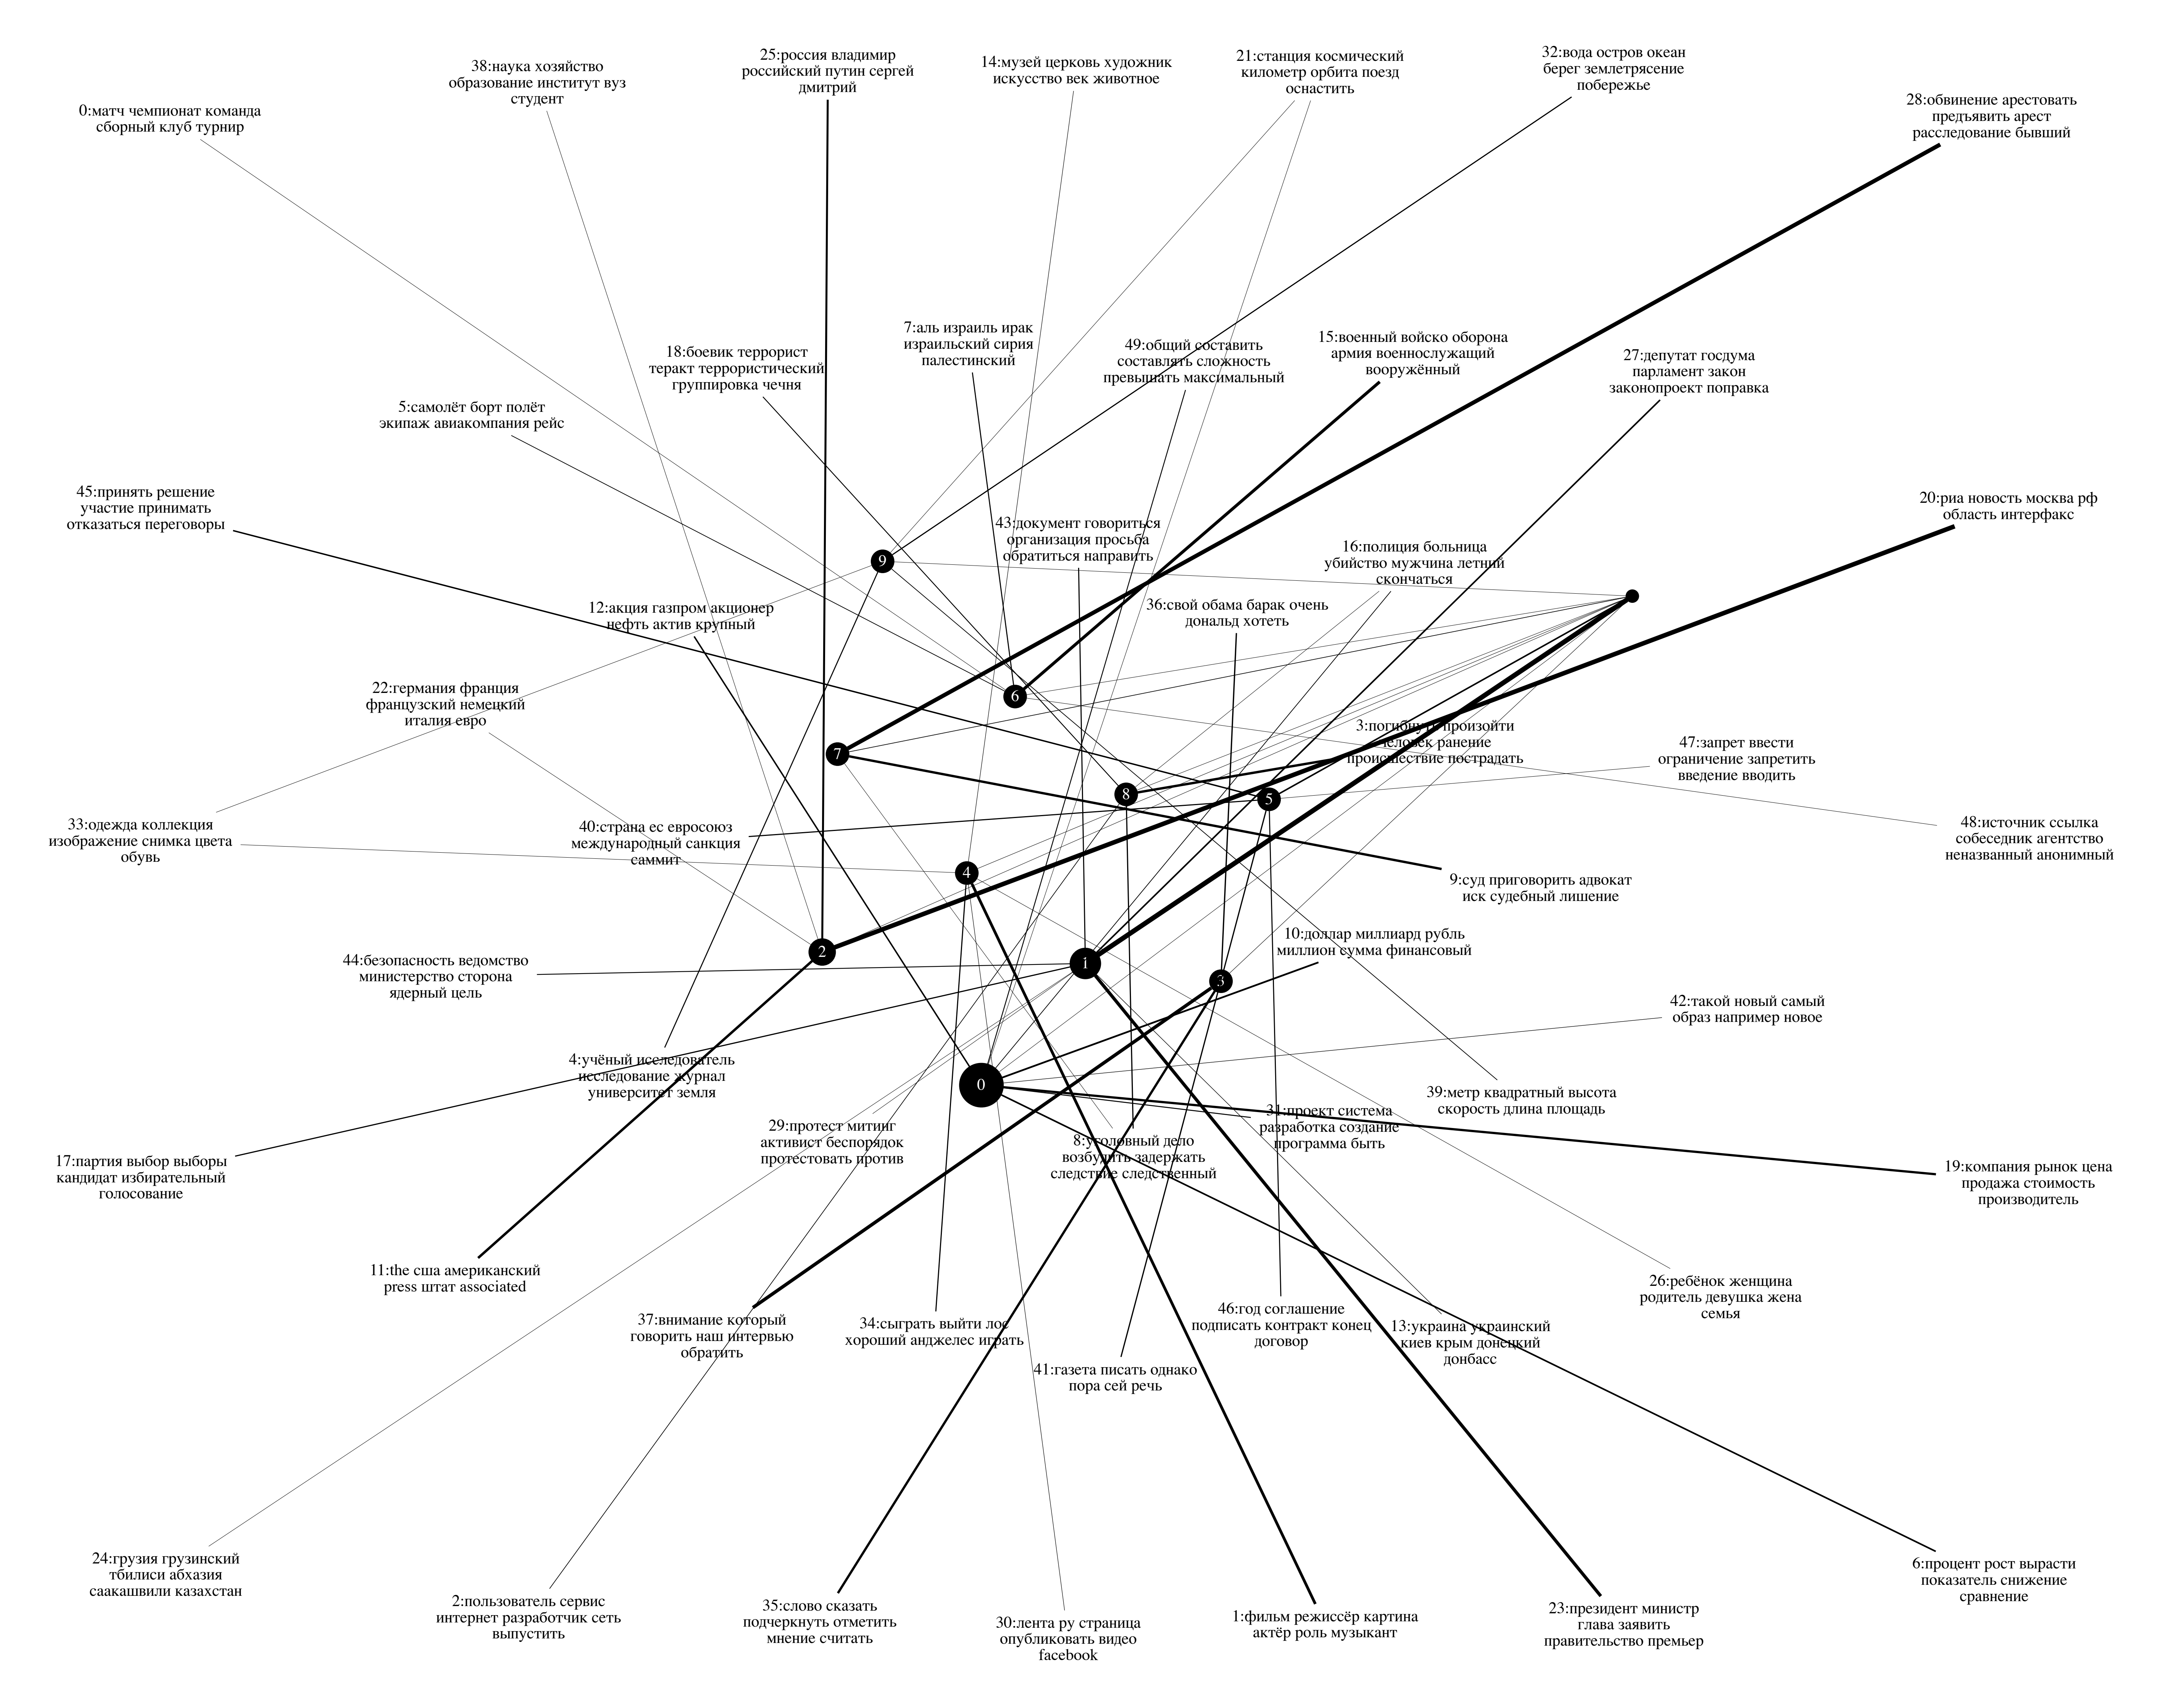 25:россия владимир
российский путин сергей
дмитрий
14:музей церковь художник
искусство век животное
21:станция космический
километр орбита поезд
оснастить
32:вода остров океан
берег землетрясение
побережье
38:наука хозяйство
образование институт вуз
студент
28:обвинение арестовать
предъявить арест
расследование бывший
0:матч чемпионат команда
сборный клуб турнир
7:аль израиль ирак
израильский сирия
палестинский
15:военный войско оборона
армия военнослужащий
вооружённый
49:общий составить
составлять сложность
превышать максимальный
18:боевик террорист
теракт террористический
группировка чечня
27:депутат госдума
парламент закон
законопроект поправка
5:самолёт борт полёт
экипаж авиакомпания рейс
45:принять решение
участие принимать
отказаться переговоры
20:риа новость москва рф
область интерфакс
43:документ говориться
организация просьба
обратиться направить
16:полиция больница
убийство мужчина летний
скончаться
9
12:акция газпром акционер
нефть актив крупный
36:свой обама барак очень
дональд хотеть
22:германия франция
французский немецкий
италия евро
6
3:погибнуть произойти
человек ранение
происшествие пострадать
47:запрет ввести
ограничение запретить
введение вводить
7
8
5
33:одежда коллекция
изображение снимка цвета
обувь
40:страна ес евросоюз
международный санкция
саммит
48:источник ссылка
собеседник агентство
неназванный анонимный
4
9:суд приговорить адвокат
иск судебный лишение
10:доллар миллиард рубль
миллион сумма финансовый
2
1
44:безопасность ведомство
министерство сторона
ядерный цель
3
42:такой новый самый
образ например новое
4:учёный исследователь
исследование журнал
университет земля
0
39:метр квадратный высота
скорость длина площадь
29:протест митинг
активист беспорядок
протестовать против
8:уголовный дело
возбудить задержать
следствие следственный
31:проект система
разработка создание
программа быть
17:партия выбор выборы
кандидат избирательный
голосование
19:компания рынок цена
продажа стоимость
производитель
11:the сша американский
press штат associated
26:ребёнок женщина
родитель девушка жена
семья
37:внимание который
говорить наш интервью
обратить
34:сыграть выйти лос
хороший анджелес играть
46:год соглашение
подписать контракт конец
договор
13:украина украинский
киев крым донецкий
донбасс
41:газета писать однако
пора сей речь
24:грузия грузинский
тбилиси абхазия
саакашвили казахстан
6:процент рост вырасти
показатель снижение
сравнение
2:пользователь сервис
интернет разработчик сеть
выпустить
35:слово сказать
подчеркнуть отметить
мнение считать
30:лента ру страница
опубликовать видео
facebook
1:фильм режиссёр картина
актёр роль музыкант
23:президент министр
глава заявить
правительство премьер